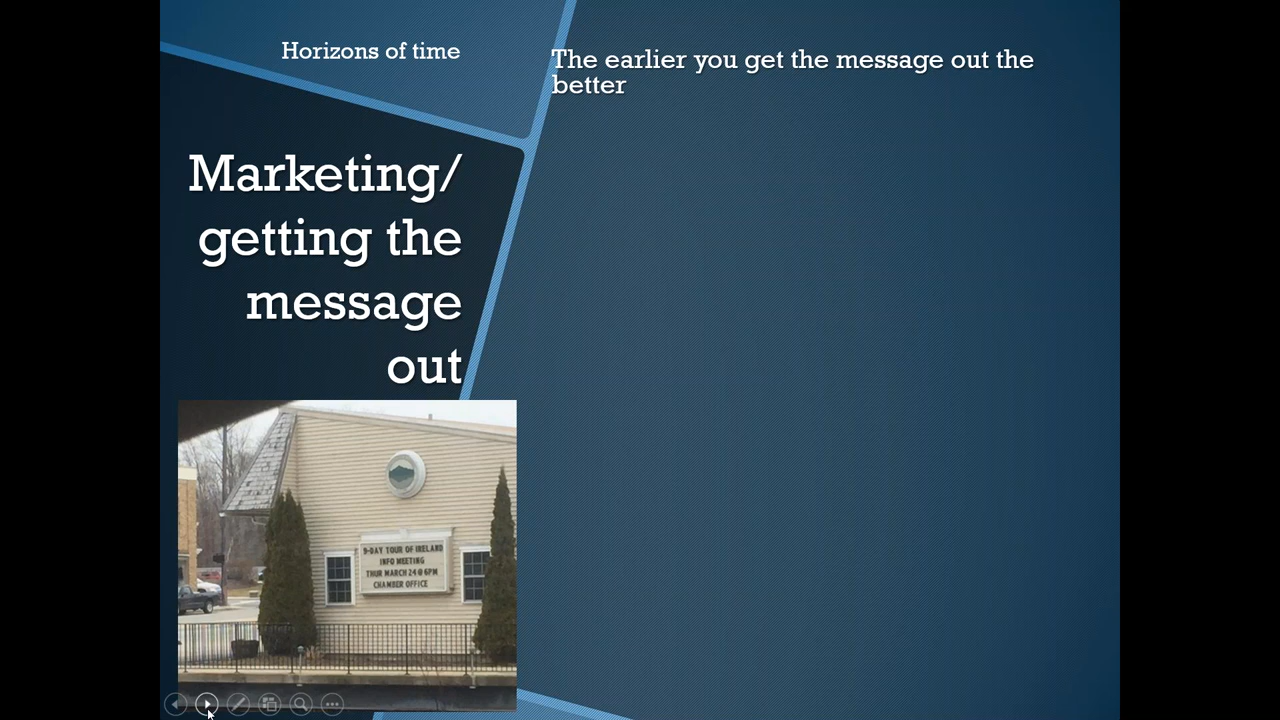 Horizons of time
The earlier you get the message out the
better
Marketing/
getting the
message
out
9-DAY TOUR OF IRELAND
INFO MEETING
THUR MARCH 24 @ 6PM
CHAMBER OFFICE